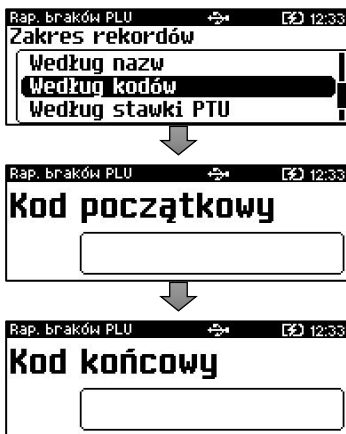 Rap. braków PLU 12:33
Zakres rekordów
Według nazw
Według kodów
Według stawki PTU
Rap. braków PLU 12:33
Kod początkowy
Rap. braków PLU 12:33
Kod końcowy